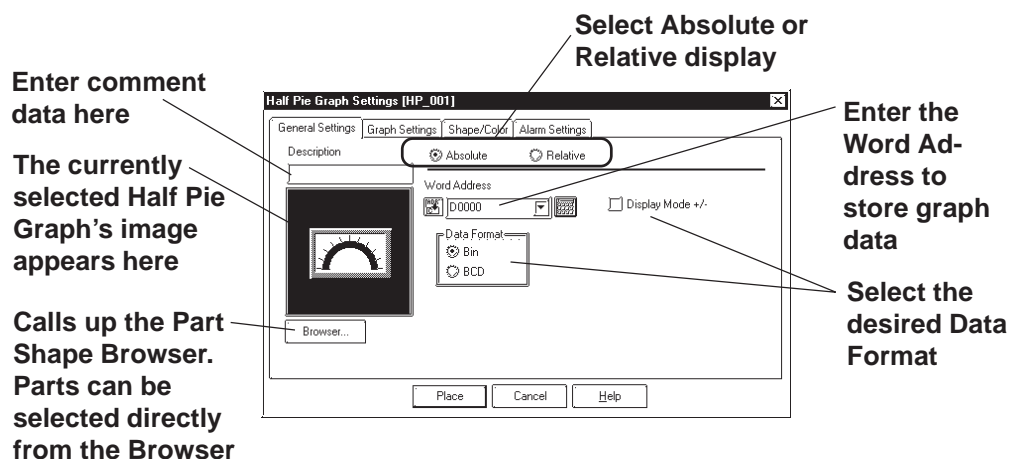 Select Absolute or
Relative display
Enter comment
data here
The currently
selected Half Pie
Graph's image
appears here
Calls up the Part
Shape Browser.
Parts can be
selected directly
from the Browser
Half Pie Graph Settings [HP_001]
General Settings
Graph Settings
Shape/Color
Alarm Settings
Description
Absolute
Relative
Word Address
D0000
Display Mode +/-
Data Format
Bin
BCD
Browser...
Place
Cancel
Help
Enter the
Word Ad-
dress to
store graph
data
Select the
desired Data
Format